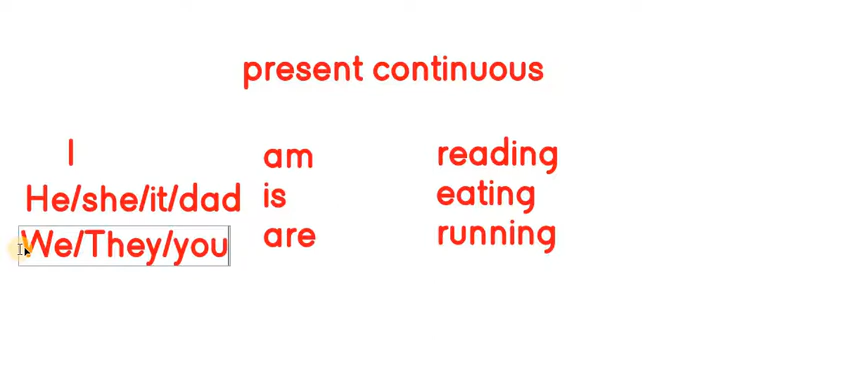 present continuous
I am reading
He/she/it/dad is eating
We/They/you are running